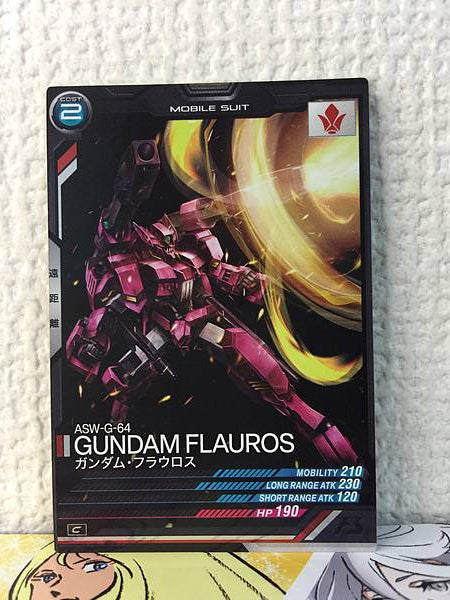 COST
2
MOBILE SUIT
遠距離
ASW-G-64
GUNDAM FLAUROS
ガンダム・フラウロス
MOBILITY 210
LONG RANGE ATK 230
SHORT RANGE ATK 120
HP 190
C